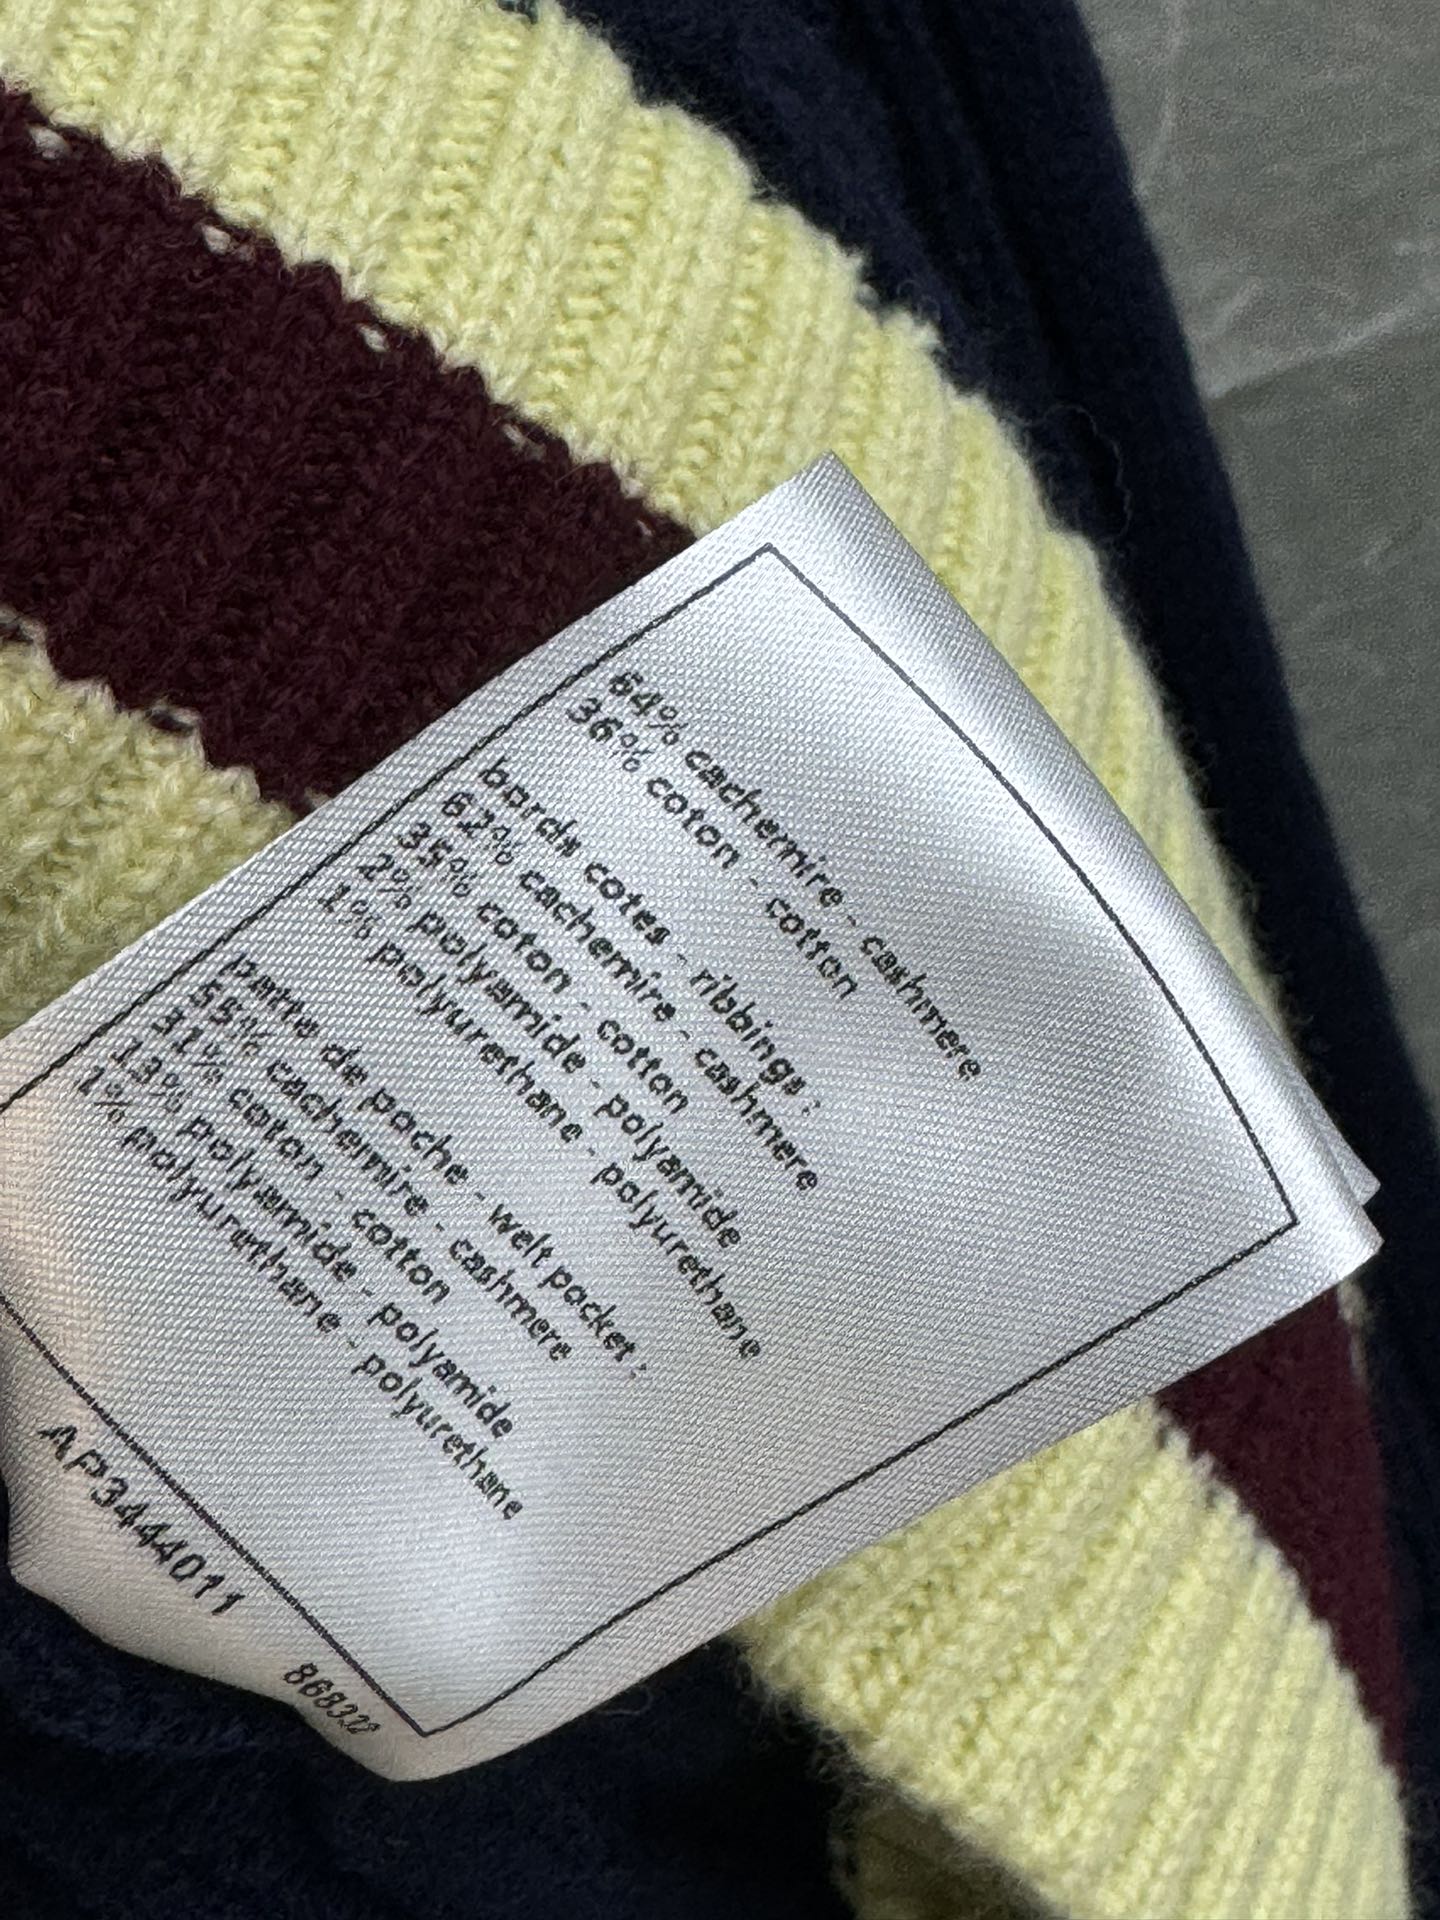 64% cachemire - cashmere
36% coton - cotton
bords cotes - ribbings :
62% cachemire - cashmere
35% coton - cotton
2% polyamide - polyamide
1% polyurethane - polyurethane
patte de poche - welt pocket :
55% cachemire - cashmere
31% coton - cotton
13% polyamide - polyamide
1% polyurethane - polyurethane
AP3444011